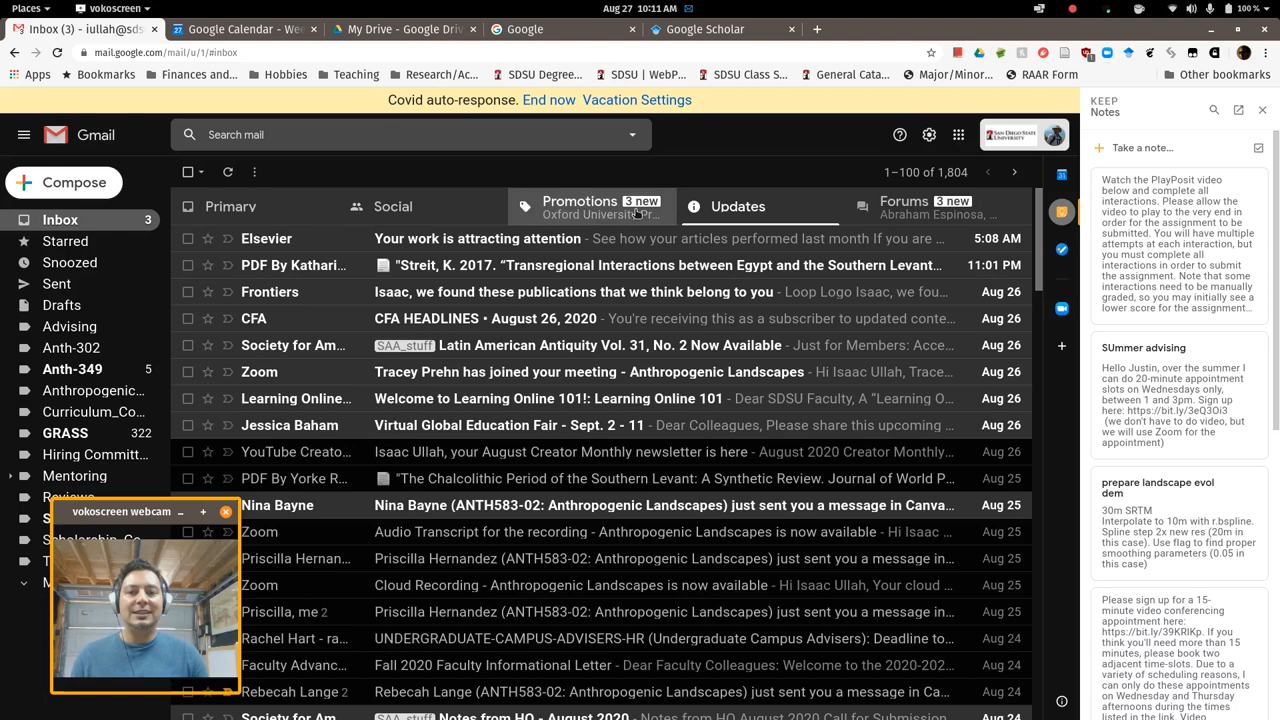 Places
vokoscreen
Aug 27 10:11 AM
100 %
Inbox (3) - iullah@sds
Google Calendar - Wee
My Drive - Google Driv
Google
Google Scholar
mail.google.com/mail/u/1/#inbox
Apps
Bookmarks
Finances and...
Hobbies
Teaching
Research/Ac...
SDSU Degree...
SDSU | WebP...
SDSU Class S...
General Cata...
Major/Minor...
RAAR Form
Other bookmarks
Covid auto-response. End now Vacation Settings
Gmail
Search mail
SAN DIEGO STATE UNIVERSITY
Compose
1–100 of 1,804
Inbox 3
Starred
Snoozed
Sent
Drafts
Advising
Anth-302
Anth-349 5
Anthropogenic...
Curriculum_Co...
GRASS 322
Hiring Committ...
Mentoring
Reviews
vokoscreen webcam
Primary
Social
Promotions 3 new
Oxford University Pr...
Updates
Forums 3 new
Abraham Espinosa, ...
Elsevier Your work is attracting attention - See how your articles performed last month If you are ... 5:08 AM
PDF By Kathari... "Streit, K. 2017. “Transregional Interactions between Egypt and the Southern Levant... 11:01 PM
Frontiers Isaac, we found these publications that we think belong to you - Loop Logo Isaac, we fou... Aug 26
CFA CFA HEADLINES • August 26, 2020 - You're receiving this as a subscriber to updated conte... Aug 26
Society for Am... SAA_stuff Latin American Antiquity Vol. 31, No. 2 Now Available - Just for Members: Acce... Aug 26
Zoom Tracey Prehn has joined your meeting - Anthropogenic Landscapes - Hi Isaac Ullah, Trace... Aug 26
Learning Online... Welcome to Learning Online 101!: Learning Online 101 - Dear SDSU Faculty, A “Learning O... Aug 26
Jessica Baham Virtual Global Education Fair - Sept. 2 - 11 - Dear Colleagues, Please share this upcoming ... Aug 26
YouTube Creato... Isaac Ullah, your August Creator Monthly newsletter is here - August 2020 Creator Monthly ... Aug 25
PDF By Yorke R... "The Chalcolithic Period of the Southern Levant: A Synthetic Review. Journal of World P... Aug 25
Nina Bayne Nina Bayne (ANTH583-02: Anthropogenic Landscapes) just sent you a message in Canva... Aug 25
Zoom Audio Transcript for the recording - Anthropogenic Landscapes is now available - Hi Isaac ... Aug 25
Priscilla Hernan... Priscilla Hernandez (ANTH583-02: Anthropogenic Landscapes) just sent you a message in... Aug 25
Zoom Cloud Recording - Anthropogenic Landscapes is now available - Hi Isaac Ullah, Your cloud ... Aug 25
Priscilla, me 2 Priscilla Hernandez (ANTH583-02: Anthropogenic Landscapes) just sent you a message in... Aug 25
Rachel Hart - ra... UNDERGRADUATE-CAMPUS-ADVISERS-HR (Undergraduate Campus Advisers): Deadline to... Aug 24
Faculty Advanc... Fall 2020 Faculty Informational Letter - Dear Faculty Colleagues: Welcome to the 2020-202... Aug 24
Rebecah Lange 2 Rebecah Lange (ANTH583-02: Anthropogenic Landscapes) just sent you a message in Ca... Aug 24
Society for Am... SAA_stuff Notes from HQ - August 2020 Call for Submission... Aug 24
KEEP
Notes
Take a note...
Watch the PlayPosit video
below and complete all
interactions. Please allow the
video to play to the very end in
order for the assignment to be
submitted. You will have multiple
attempts at each interaction, but
you must complete all
interactions in order to submit
the assignment. Note that some
interactions need to be manually
graded, so you may initially see a
lower score for the assignment...
SUmmer advising
Hello Justin, over the summer I
can do 20-minute appointment
slots on Wednesdays only,
between 1 and 3pm. Sign up
here: https://bit.ly/3eQ3Oi3
(we don't have to do video, but
we will use Zoom for the
appointment)
prepare landscape evol
dem
30m SRTM
Interpolate to 10m with r.bspline.
Spline step 2x new res (20m in
this case). Use flag to find proper
smoothing parameters (0.05 in
this case)
Please sign up for a 15-
minute video conferencing
appointment here:
https://bit.ly/39KRIKp. If you
think you'll need more than 15
minutes, please book two
adjacent time-slots. Due to a
variety of scheduling reasons, I
can only do these appointments
on Wednesday and Thursday
afternoons during the times
listed in the link. Video